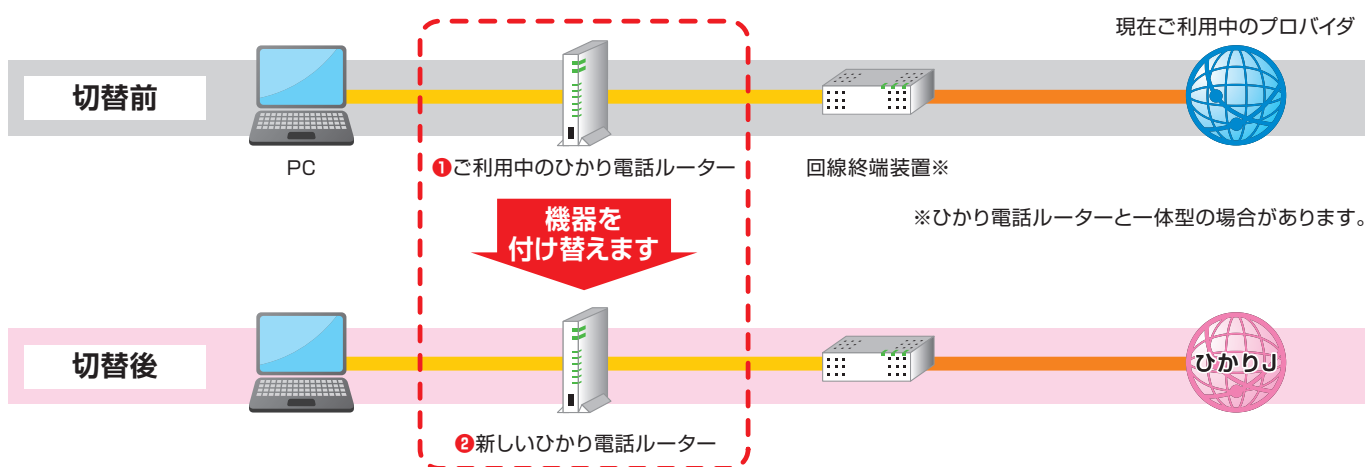 現在ご利用中のプロバイダ
切替前
PC
❶ご利用中のひかり電話ルーター
回線終端装置※
機器を
付け替えます
※ひかり電話ルーターと一体型の場合があります。
切替後
ひかりJ
❷新しいひかり電話ルーター